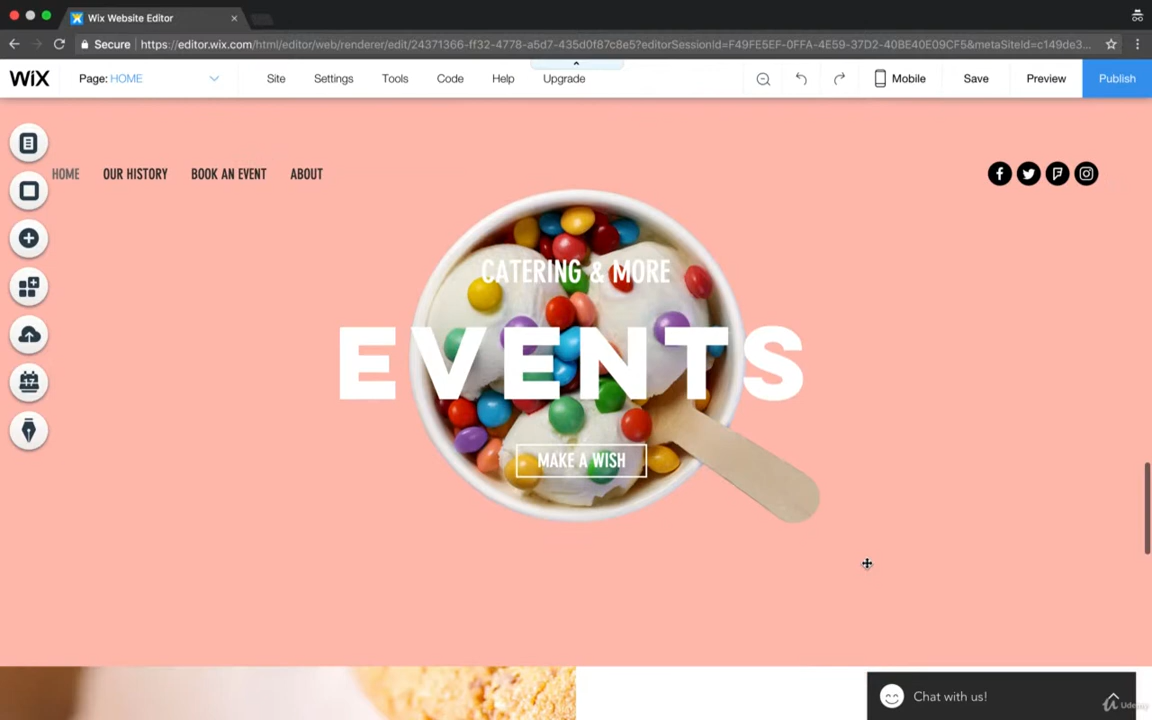 Wix Website Editor
Secure https://editor.wix.com/html/editor/web/renderer/edit/24371366-ff32-4778-a5d7-435d0f87c8e5?editorSessionId=F49FE5EF-0FFA-4E59-37D2-40BE40E09CF5&metaSiteId=c149de3...
WiX Page: HOME Site Settings Tools Code Help Upgrade Mobile Save Preview Publish
HOME OUR HISTORY BOOK AN EVENT ABOUT
17
CATERING & MORE
EVENTS
MAKE A WISH
Chat with us!
Udemy